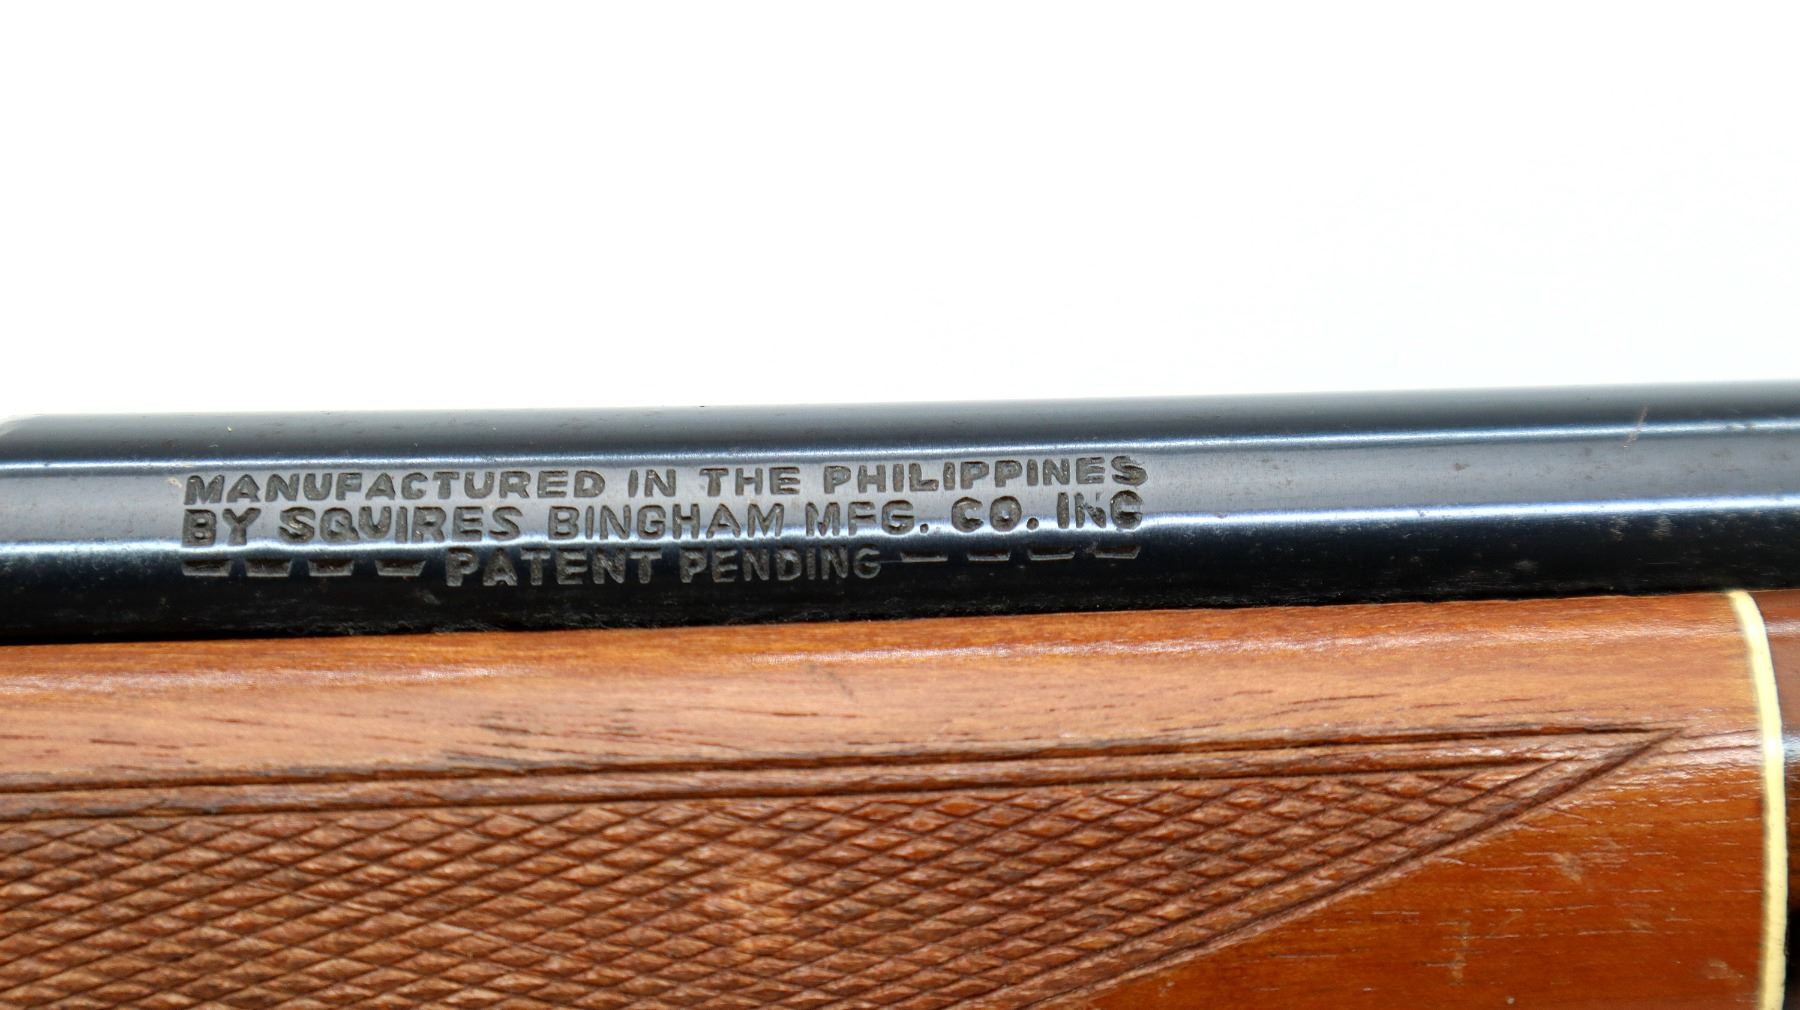 MANUFACTURED IN THE PHILIPPINES
BY SQUIRES BINGHAM MFG. CO. INC
– – – – PATENT PENDING – – – –